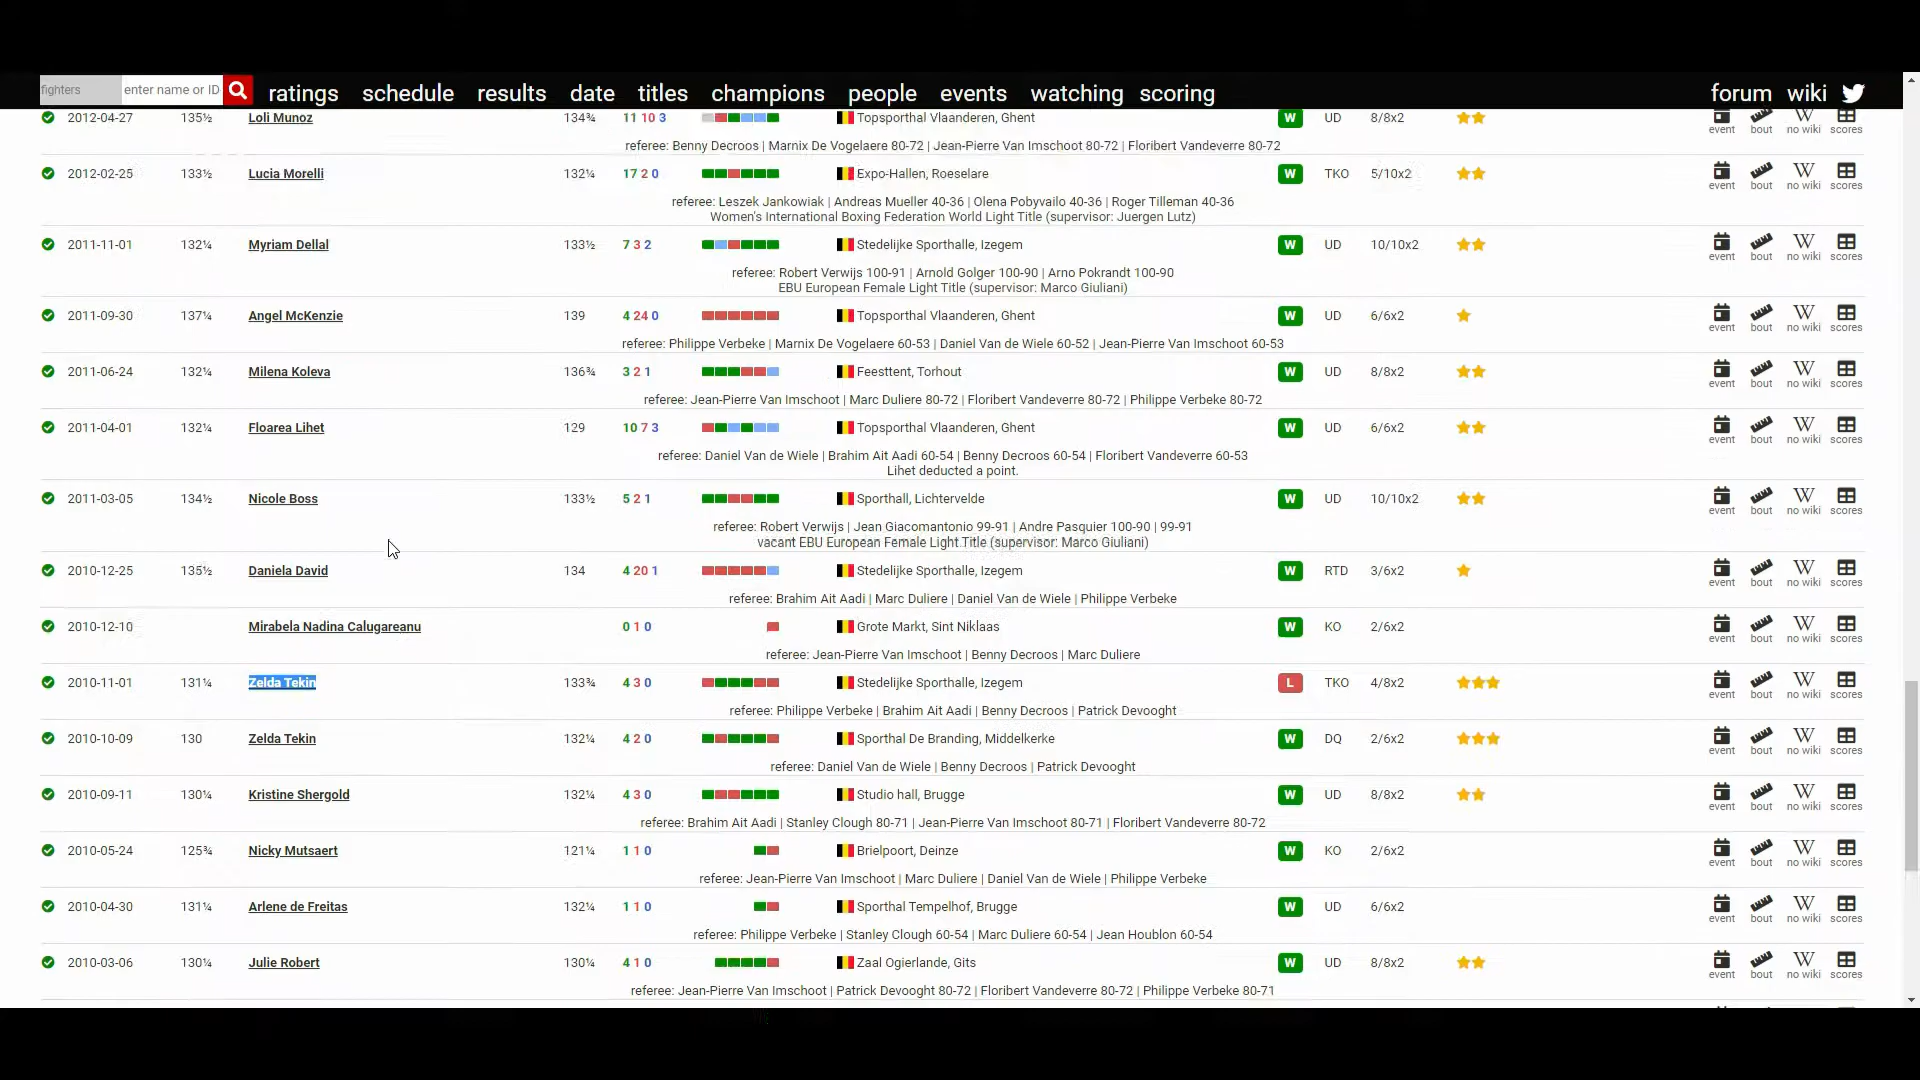 fighters enter name or ID ratings schedule results date titles champions people events watching scoring forum wiki
2012-04-27 135½ Loli Munoz 134¾ 11 10 3 Topsporthal Vlaanderen, Ghent W UD 8/8x2 event bout no wiki scores
referee: Benny Decroos | Marnix De Vogelaere 80-72 | Jean-Pierre Van Imschoot 80-72 | Floribert Vandeverre 80-72
2012-02-25 133½ Lucia Morelli 132¼ 17 2 0 Expo-Hallen, Roeselare W TKO 5/10x2 event bout no wiki scores
referee: Leszek Jankowiak | Andreas Mueller 40-36 | Olena Pobyvailo 40-36 | Roger Tilleman 40-36
Women's International Boxing Federation World Light Title (supervisor: Juergen Lutz)
2011-11-01 132¼ Myriam Dellal 133½ 7 3 2 Stedelijke Sporthalle, Izegem W UD 10/10x2 event bout no wiki scores
referee: Robert Verwijs 100-91 | Arnold Golger 100-90 | Arno Pokrandt 100-90
EBU European Female Light Title (supervisor: Marco Giuliani)
2011-09-30 137¼ Angel McKenzie 139 4 24 0 Topsporthal Vlaanderen, Ghent W UD 6/6x2 event bout no wiki scores
referee: Philippe Verbeke | Marnix De Vogelaere 60-53 | Daniel Van de Wiele 60-52 | Jean-Pierre Van Imschoot 60-53
2011-06-24 132¼ Milena Koleva 136¾ 3 2 1 Feesttent, Torhout W UD 8/8x2 event bout no wiki scores
referee: Jean-Pierre Van Imschoot | Marc Duliere 80-72 | Floribert Vandeverre 80-72 | Philippe Verbeke 80-72
2011-04-01 132¼ Floarea Lihet 129 10 7 3 Topsporthal Vlaanderen, Ghent W UD 6/6x2 event bout no wiki scores
referee: Daniel Van de Wiele | Brahim Ait Aadi 60-54 | Benny Decroos 60-54 | Floribert Vandeverre 60-53
Lihet deducted a point.
2011-03-05 134½ Nicole Boss 133½ 5 2 1 Sporthall, Lichtervelde W UD 10/10x2 event bout no wiki scores
referee: Robert Verwijs | Jean Giacomantonio 99-91 | Andre Pasquier 100-90 | 99-91
vacant EBU European Female Light Title (supervisor: Marco Giuliani)
2010-12-25 135½ Daniela David 134 4 20 1 Stedelijke Sporthalle, Izegem W RTD 3/6x2 event bout no wiki scores
referee: Brahim Ait Aadi | Marc Duliere | Daniel Van de Wiele | Philippe Verbeke
2010-12-10 Mirabela Nadina Calugareanu 0 1 0 Grote Markt, Sint Niklaas W KO 2/6x2 event bout no wiki scores
referee: Jean-Pierre Van Imschoot | Benny Decroos | Marc Duliere
2010-11-01 131¼ Zelda Tekin 133¾ 4 3 0 Stedelijke Sporthalle, Izegem L TKO 4/8x2 event bout no wiki scores
referee: Philippe Verbeke | Brahim Ait Aadi | Benny Decroos | Patrick Devooght
2010-10-09 130 Zelda Tekin 132¼ 4 2 0 Sporthal De Branding, Middelkerke W DQ 2/6x2 event bout no wiki scores
referee: Daniel Van de Wiele | Benny Decroos | Patrick Devooght
2010-09-11 130¼ Kristine Shergold 132¼ 4 3 0 Studio hall, Brugge W UD 8/8x2 event bout no wiki scores
referee: Brahim Ait Aadi | Stanley Clough 80-71 | Jean-Pierre Van Imschoot 80-71 | Floribert Vandeverre 80-72
2010-05-24 125¾ Nicky Mutsaert 121¼ 1 1 0 Brielpoort, Deinze W KO 2/6x2 event bout no wiki scores
referee: Jean-Pierre Van Imschoot | Marc Duliere | Daniel Van de Wiele | Philippe Verbeke
2010-04-30 131¼ Arlene de Freitas 132¼ 1 1 0 Sporthal Tempelhof, Brugge W UD 6/6x2 event bout no wiki scores
referee: Philippe Verbeke | Stanley Clough 60-54 | Marc Duliere 60-54 | Jean Houblon 60-54
2010-03-06 130¼ Julie Robert 130¼ 4 1 0 Zaal Ogierlande, Gits W UD 8/8x2 event bout no wiki scores
referee: Jean-Pierre Van Imschoot | Patrick Devooght 80-72 | Floribert Vandeverre 80-72 | Philippe Verbeke 80-71